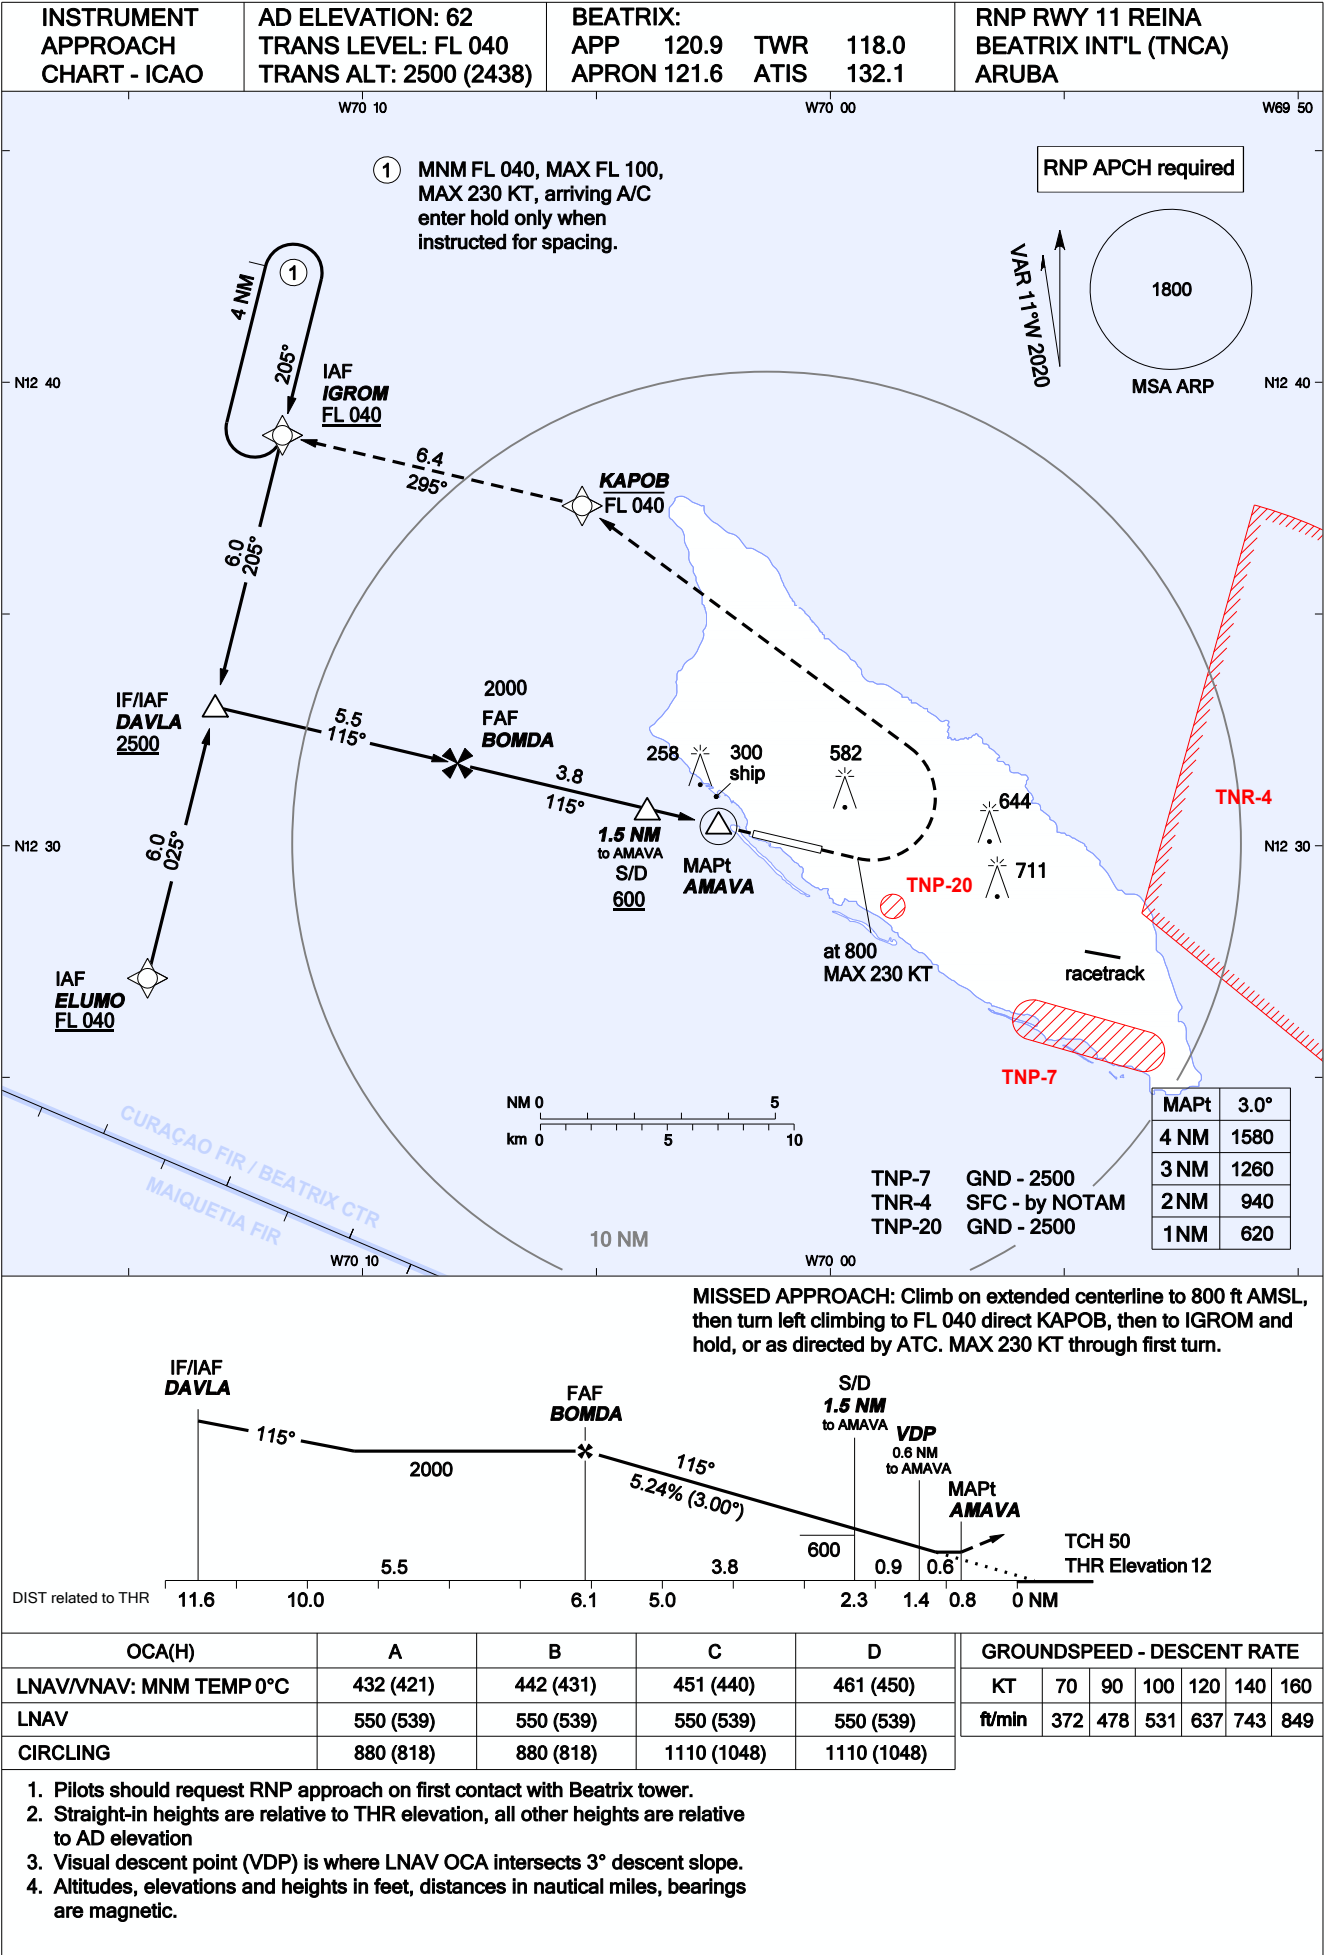 INSTRUMENT
APPROACH
CHART - ICAO
AD ELEVATION: 62
TRANS LEVEL: FL 040
TRANS ALT: 2500 (2438)
BEATRIX:
APP 120.9 TWR 118.0
APRON 121.6 ATIS 132.1
RNP RWY 11 REINA
BEATRIX INT'L (TNCA)
ARUBA
W70 10
W70 00
W69 50
1 MNM FL 040, MAX FL 100,
MAX 230 KT, arriving A/C
enter hold only when
instructed for spacing.
RNP APCH required
VAR 11°W 2020
1800
MSA ARP
1
4 NM
205°
N12 40
N12 40
IAF
IGROM
FL 040
6.4
295°
KAPOB
FL 040
6.0
205°
IF/IAF
DAVLA
2500
5.5
115°
2000
FAF
BOMDA
3.8
115°
258
300
ship
582
644
711
TNR-4
N12 30
N12 30
6.0
025°
1.5 NM
to AMAVA
S/D
600
MAPt
AMAVA
TNP-20
at 800
MAX 230 KT
racetrack
IAF
ELUMO
FL 040
TNP-7
CURAÇAO FIR / BEATRIX CTR
MAIQUETIA FIR
NM 0 5
km 0 5 10
10 NM
TNP-7 GND - 2500
TNR-4 SFC - by NOTAM
TNP-20 GND - 2500
MAPt 3.0°
4 NM 1580
3 NM 1260
2 NM 940
1 NM 620
W70 10
W70 00
MISSED APPROACH: Climb on extended centerline to 800 ft AMSL,
then turn left climbing to FL 040 direct KAPOB, then to IGROM and
hold, or as directed by ATC. MAX 230 KT through first turn.
IF/IAF
DAVLA
115°
2000
FAF
BOMDA
115°
5.24% (3.00°)
S/D
1.5 NM
to AMAVA
VDP
0.6 NM
to AMAVA
MAPt
AMAVA
600
TCH 50
THR Elevation 12
5.5 3.8 0.9 0.6
DIST related to THR 11.6 10.0 6.1 5.0 2.3 1.4 0.8 0 NM
OCA(H) A B C D
LNAV/VNAV: MNM TEMP 0°C 432 (421) 442 (431) 451 (440) 461 (450)
LNAV 550 (539) 550 (539) 550 (539) 550 (539)
CIRCLING 880 (818) 880 (818) 1110 (1048) 1110 (1048)
GROUNDSPEED - DESCENT RATE
KT 70 90 100 120 140 160
ft/min 372 478 531 637 743 849
1. Pilots should request RNP approach on first contact with Beatrix tower.
2. Straight-in heights are relative to THR elevation, all other heights are relative
to AD elevation
3. Visual descent point (VDP) is where LNAV OCA intersects 3° descent slope.
4. Altitudes, elevations and heights in feet, distances in nautical miles, bearings
are magnetic.